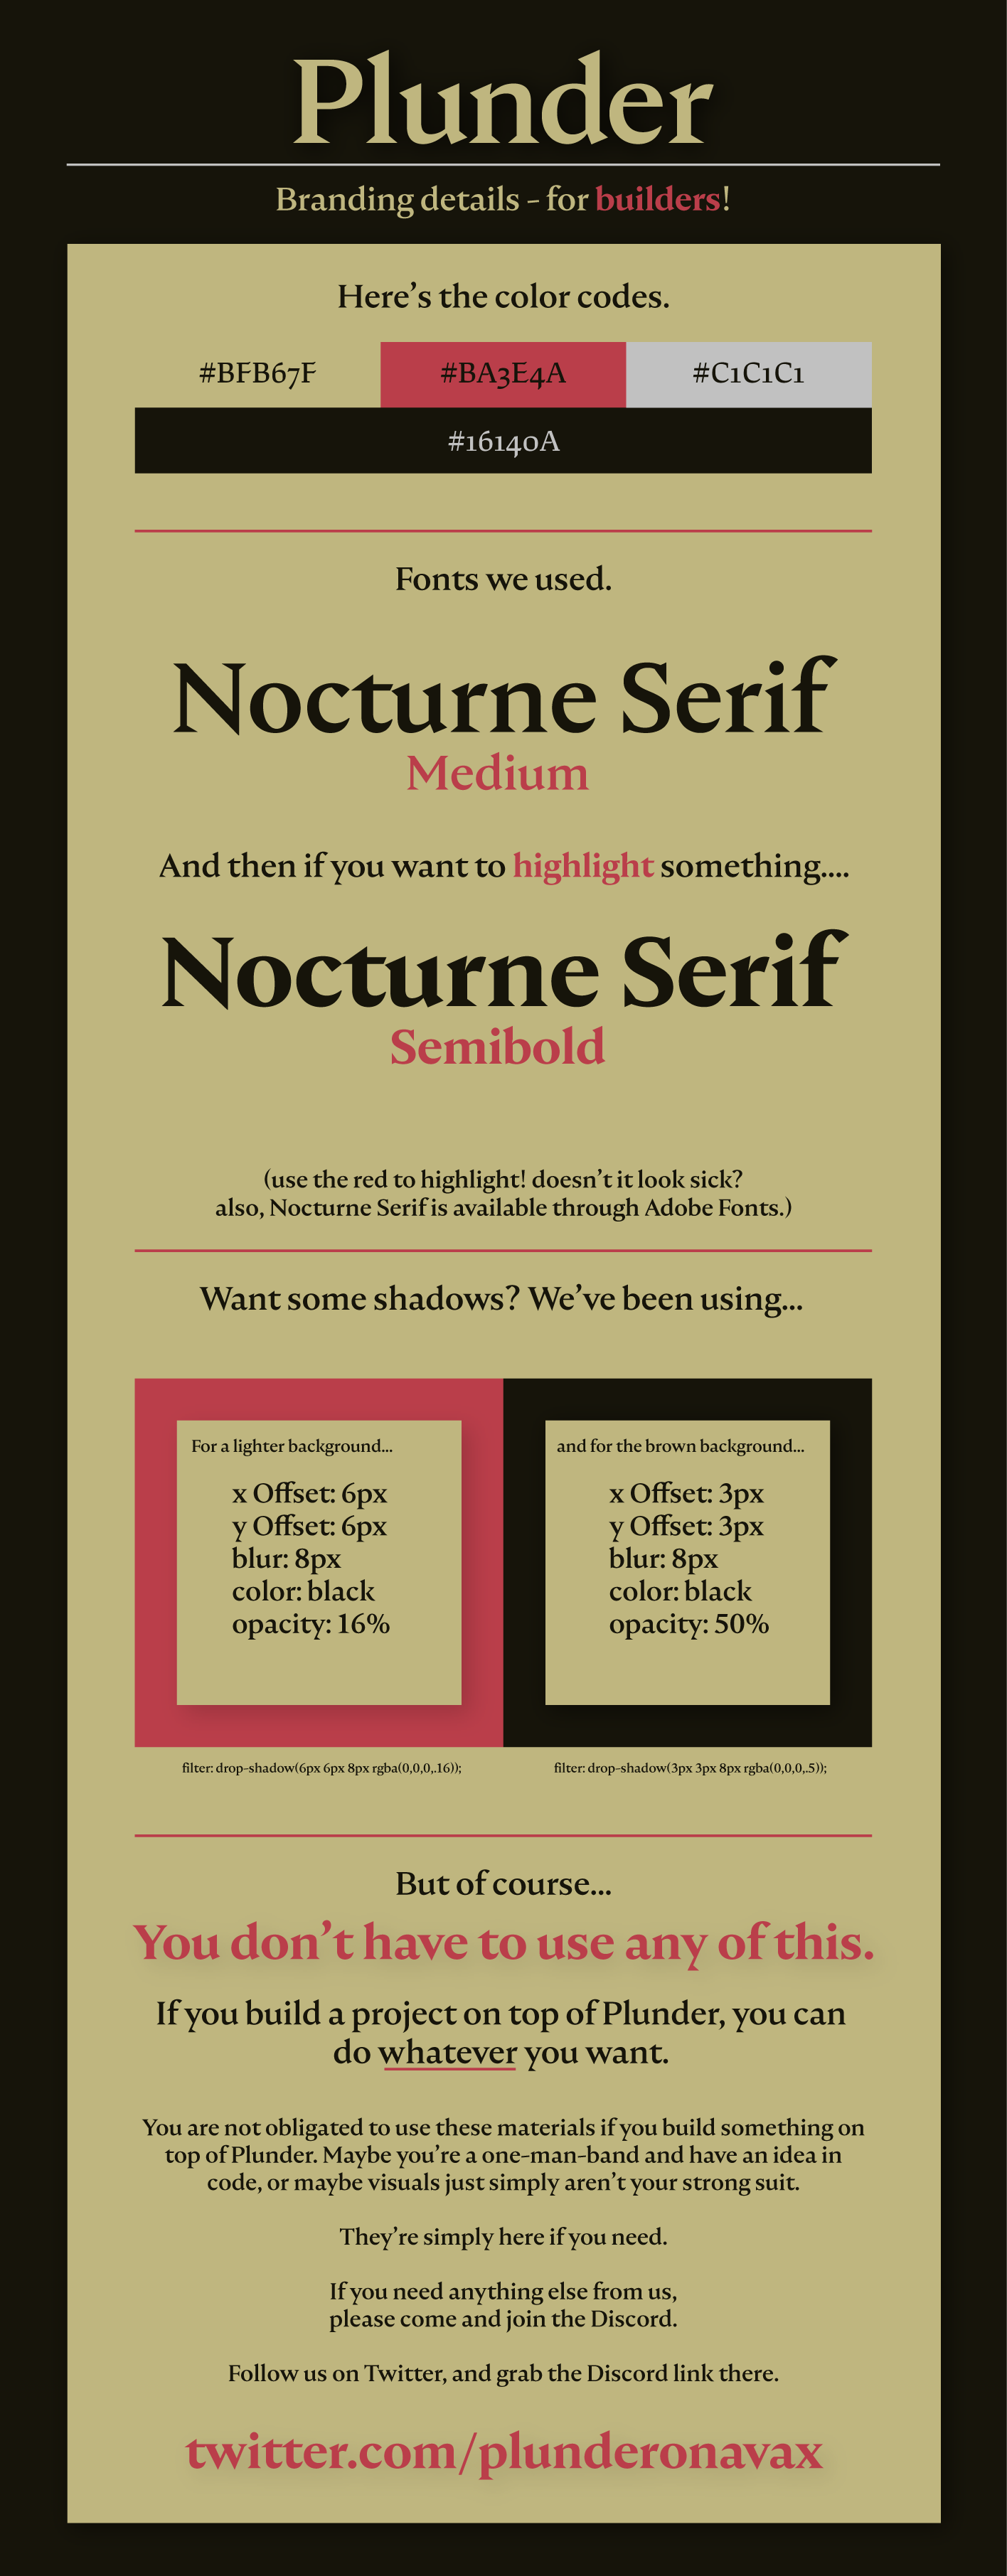 Plunder
Branding details - for builders!
Here's the color codes.
#BFB67F
#BA3E4A
#C1C1C1
#16140A
Fonts we used.
Nocturne Serif
Medium
And then if you want to highlight something....
Nocturne Serif
Semibold
(use the red to highlight! doesn't it look sick?
also, Nocturne Serif is available through Adobe Fonts.)
Want some shadows? We've been using...
For a lighter background...
x Offset: 6px
y Offset: 6px
blur: 8px
color: black
opacity: 16%
filter: drop-shadow(6px 6px 8px rgba(0,0,0,.16));
and for the brown background...
x Offset: 3px
y Offset: 3px
blur: 8px
color: black
opacity: 50%
filter: drop-shadow(3px 3px 8px rgba(0,0,0,.5));
But of course...
You don't have to use any of this.
If you build a project on top of Plunder, you can
do whatever you want.
You are not obligated to use these materials if you build something on
top of Plunder. Maybe you're a one-man-band and have an idea in
code, or maybe visuals just simply aren't your strong suit.
They're simply here if you need.
If you need anything else from us,
please come and join the Discord.
Follow us on Twitter, and grab the Discord link there.
twitter.com/plunderonavax